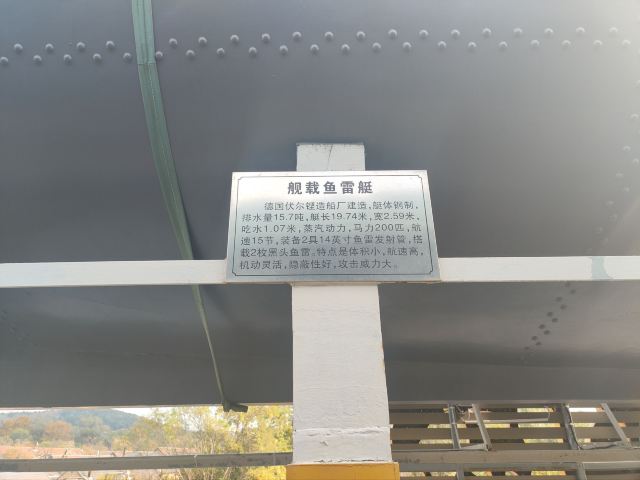 舰载鱼雷艇
德国伏尔铿造船厂建造，艇体钢制，
排水量15.7吨，艇长19.74米，宽2.59米，
吃水1.07米，蒸汽动力，马力200匹，航
速15节，装备2具14英寸鱼雷发射管，搭
载2枚黑头鱼雷。特点是体积小，航速高，
机动灵活，隐蔽性好，攻击威力大。